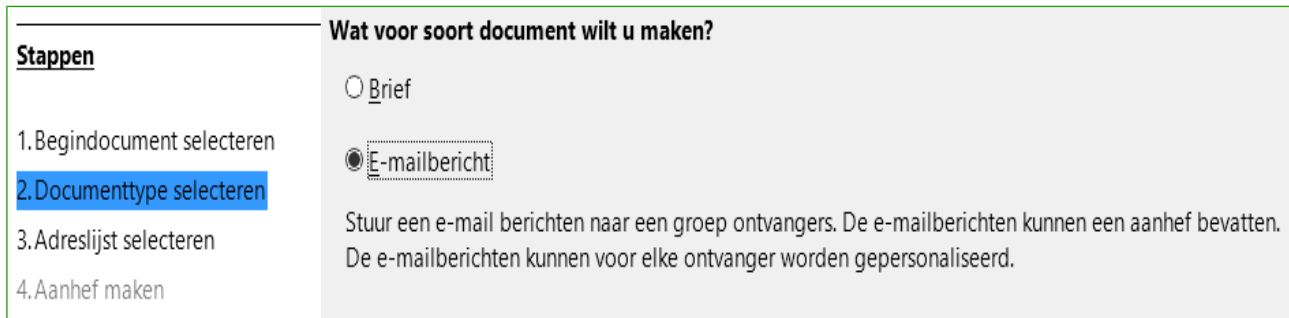 Stappen
1.Begindocument selecteren
2.Documenttype selecteren
3.Adreslijst selecteren
4.Aanhef maken
Wat voor soort document wilt u maken?
Brief
E-mailbericht
Stuur een e-mail berichten naar een groep ontvangers. De e-mailberichten kunnen een aanhef bevatten.
De e-mailberichten kunnen voor elke ontvanger worden gepersonaliseerd.